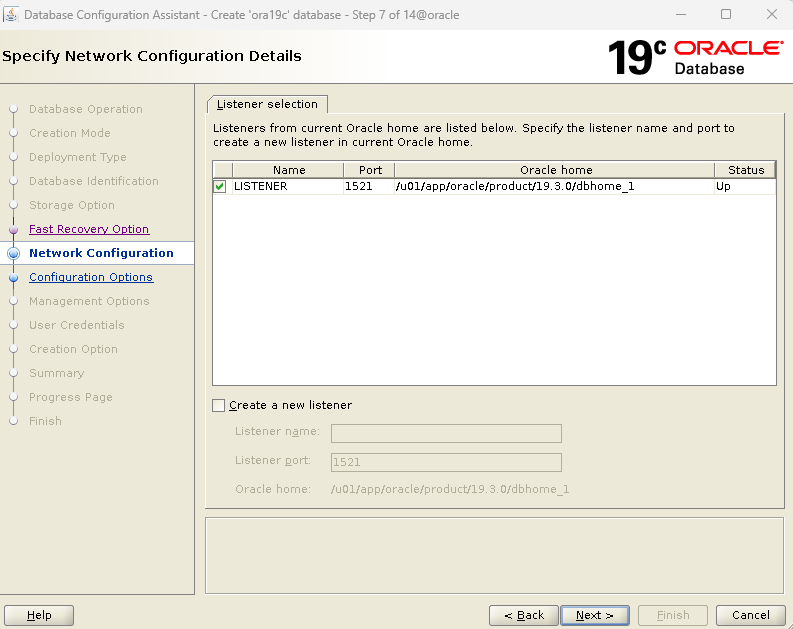 Database Configuration Assistant - Create 'ora19c' database - Step 7 of 14@oracle
Specify Network Configuration Details
19c ORACLE
Database
Database Operation
Creation Mode
Deployment Type
Database Identification
Storage Option
Fast Recovery Option
Network Configuration
Configuration Options
Management Options
User Credentials
Creation Option
Summary
Progress Page
Finish
Listener selection
Listeners from current Oracle home are listed below. Specify the listener name and port to
create a new listener in current Oracle home.
Name Port Oracle home Status
LISTENER 1521 /u01/app/oracle/product/19.3.0/dbhome_1 Up
Create a new listener
Listener name:
Listener port: 1521
Oracle home: /u01/app/oracle/product/19.3.0/dbhome_1
Help < Back Next > Finish Cancel